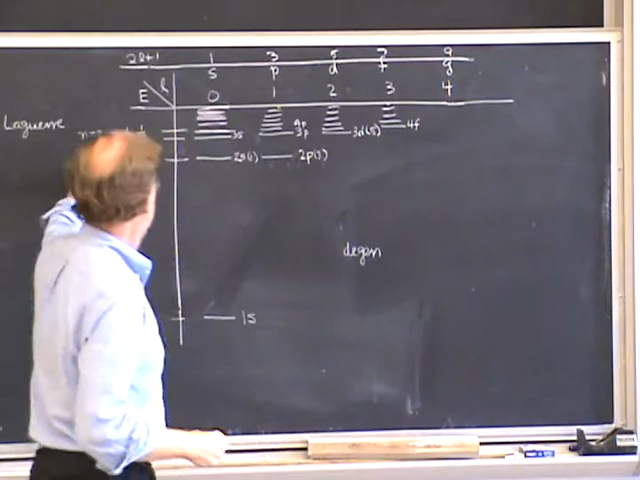 2l+1 1 3 5 7 9
s p d f g
E l 0 1 2 3 4
Laguerre
3s 4p 3p 3d(5) 4f
2s(1) 2p(3)
degen
1s